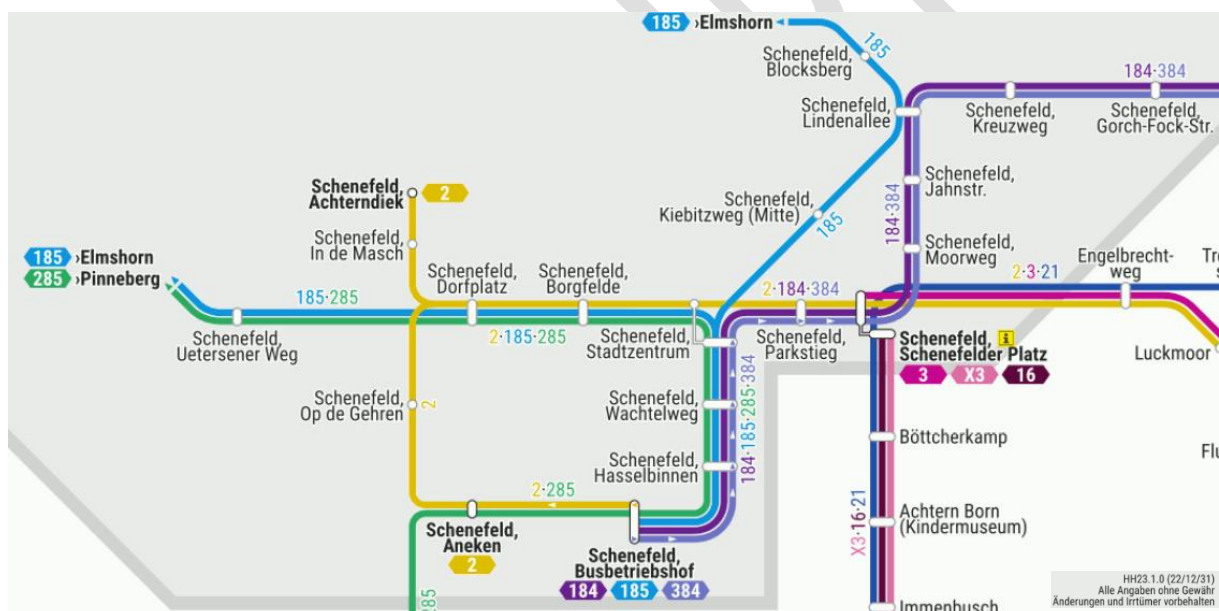 185 ›Elmshorn
185
Schenefeld,
Blocksberg
184·384
Schenefeld,
Lindenallee
Schenefeld,
Kreuzweg
Schenefeld,
Gorch-Fock-Str.
Schenefeld,
Achterndiek
2
Schenefeld,
Jahnstr.
184·384
Schenefeld,
Kiebitzweg (Mitte)
185
Schenefeld,
In de Masch
Schenefeld,
Moorweg
185 ›Elmshorn
285 ›Pinneberg
Schenefeld,
Dorfplatz
Schenefeld,
Borgfelde
2·3·21
Engelbrecht-
weg
185·285
2·184·384
Schenefeld,
Uetersener Weg
2·185·285
Schenefeld,
Stadtzentrum
Schenefeld,
Parkstieg
Schenefeld,
Schenefelder Platz
3 X3 16
Luckmoor
Schenefeld,
Op de Gehren
2
Schenefeld,
Wachtelweg
184·185·285·384
Böttcherkamp
Schenefeld,
Hasselbinnen
2·285
Schenefeld,
Aneken
2
Schenefeld,
Busbetriebshof
184 185 384
Achtern Born
(Kindermuseum)
X3·16·21
285
Immenbusch
HH23.1.0 (22/12/31)
Alle Angaben ohne Gewähr
Änderungen und Irrtümer vorbehalten